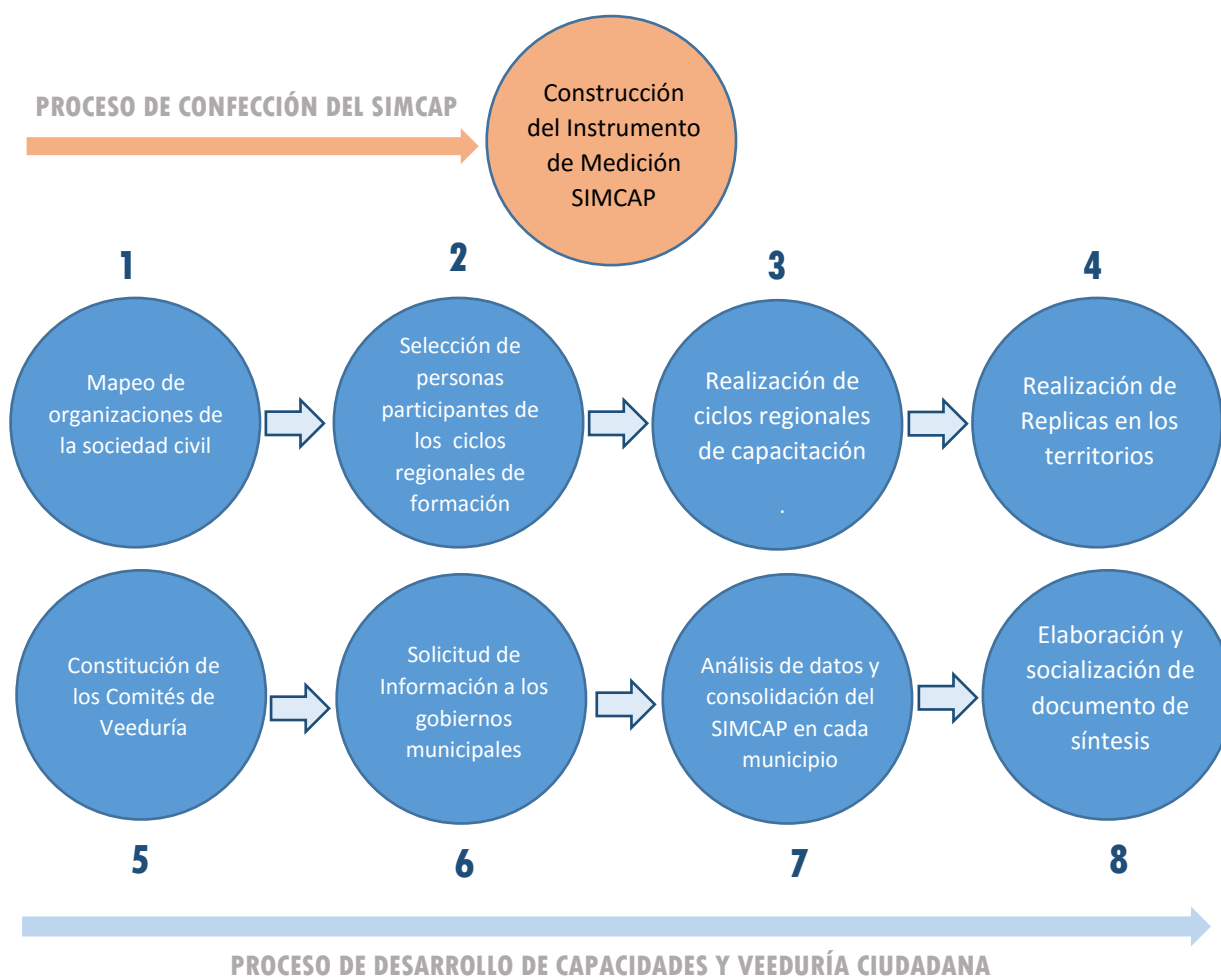 PROCESO DE CONFECCIÓN DEL SIMCAP
Construcción
del Instrumento
de Medición
SIMCAP
1
2
3
4
Mapeo de
organizaciones de
la sociedad civil
Selección de
personas
participantes de
los ciclos
regionales de
formación
Realización de
ciclos regionales
de capacitación
.
Realización de
Replicas en los
territorios
Constitución de
los Comités de
Veeduría
Solicitud de
Información a los
gobiernos
municipales
Análisis de datos y
consolidación del
SIMCAP en cada
municipio
Elaboración y
socialización de
documento de
síntesis
5
6
7
8
PROCESO DE DESARROLLO DE CAPACIDADES Y VEEDURÍA CIUDADANA